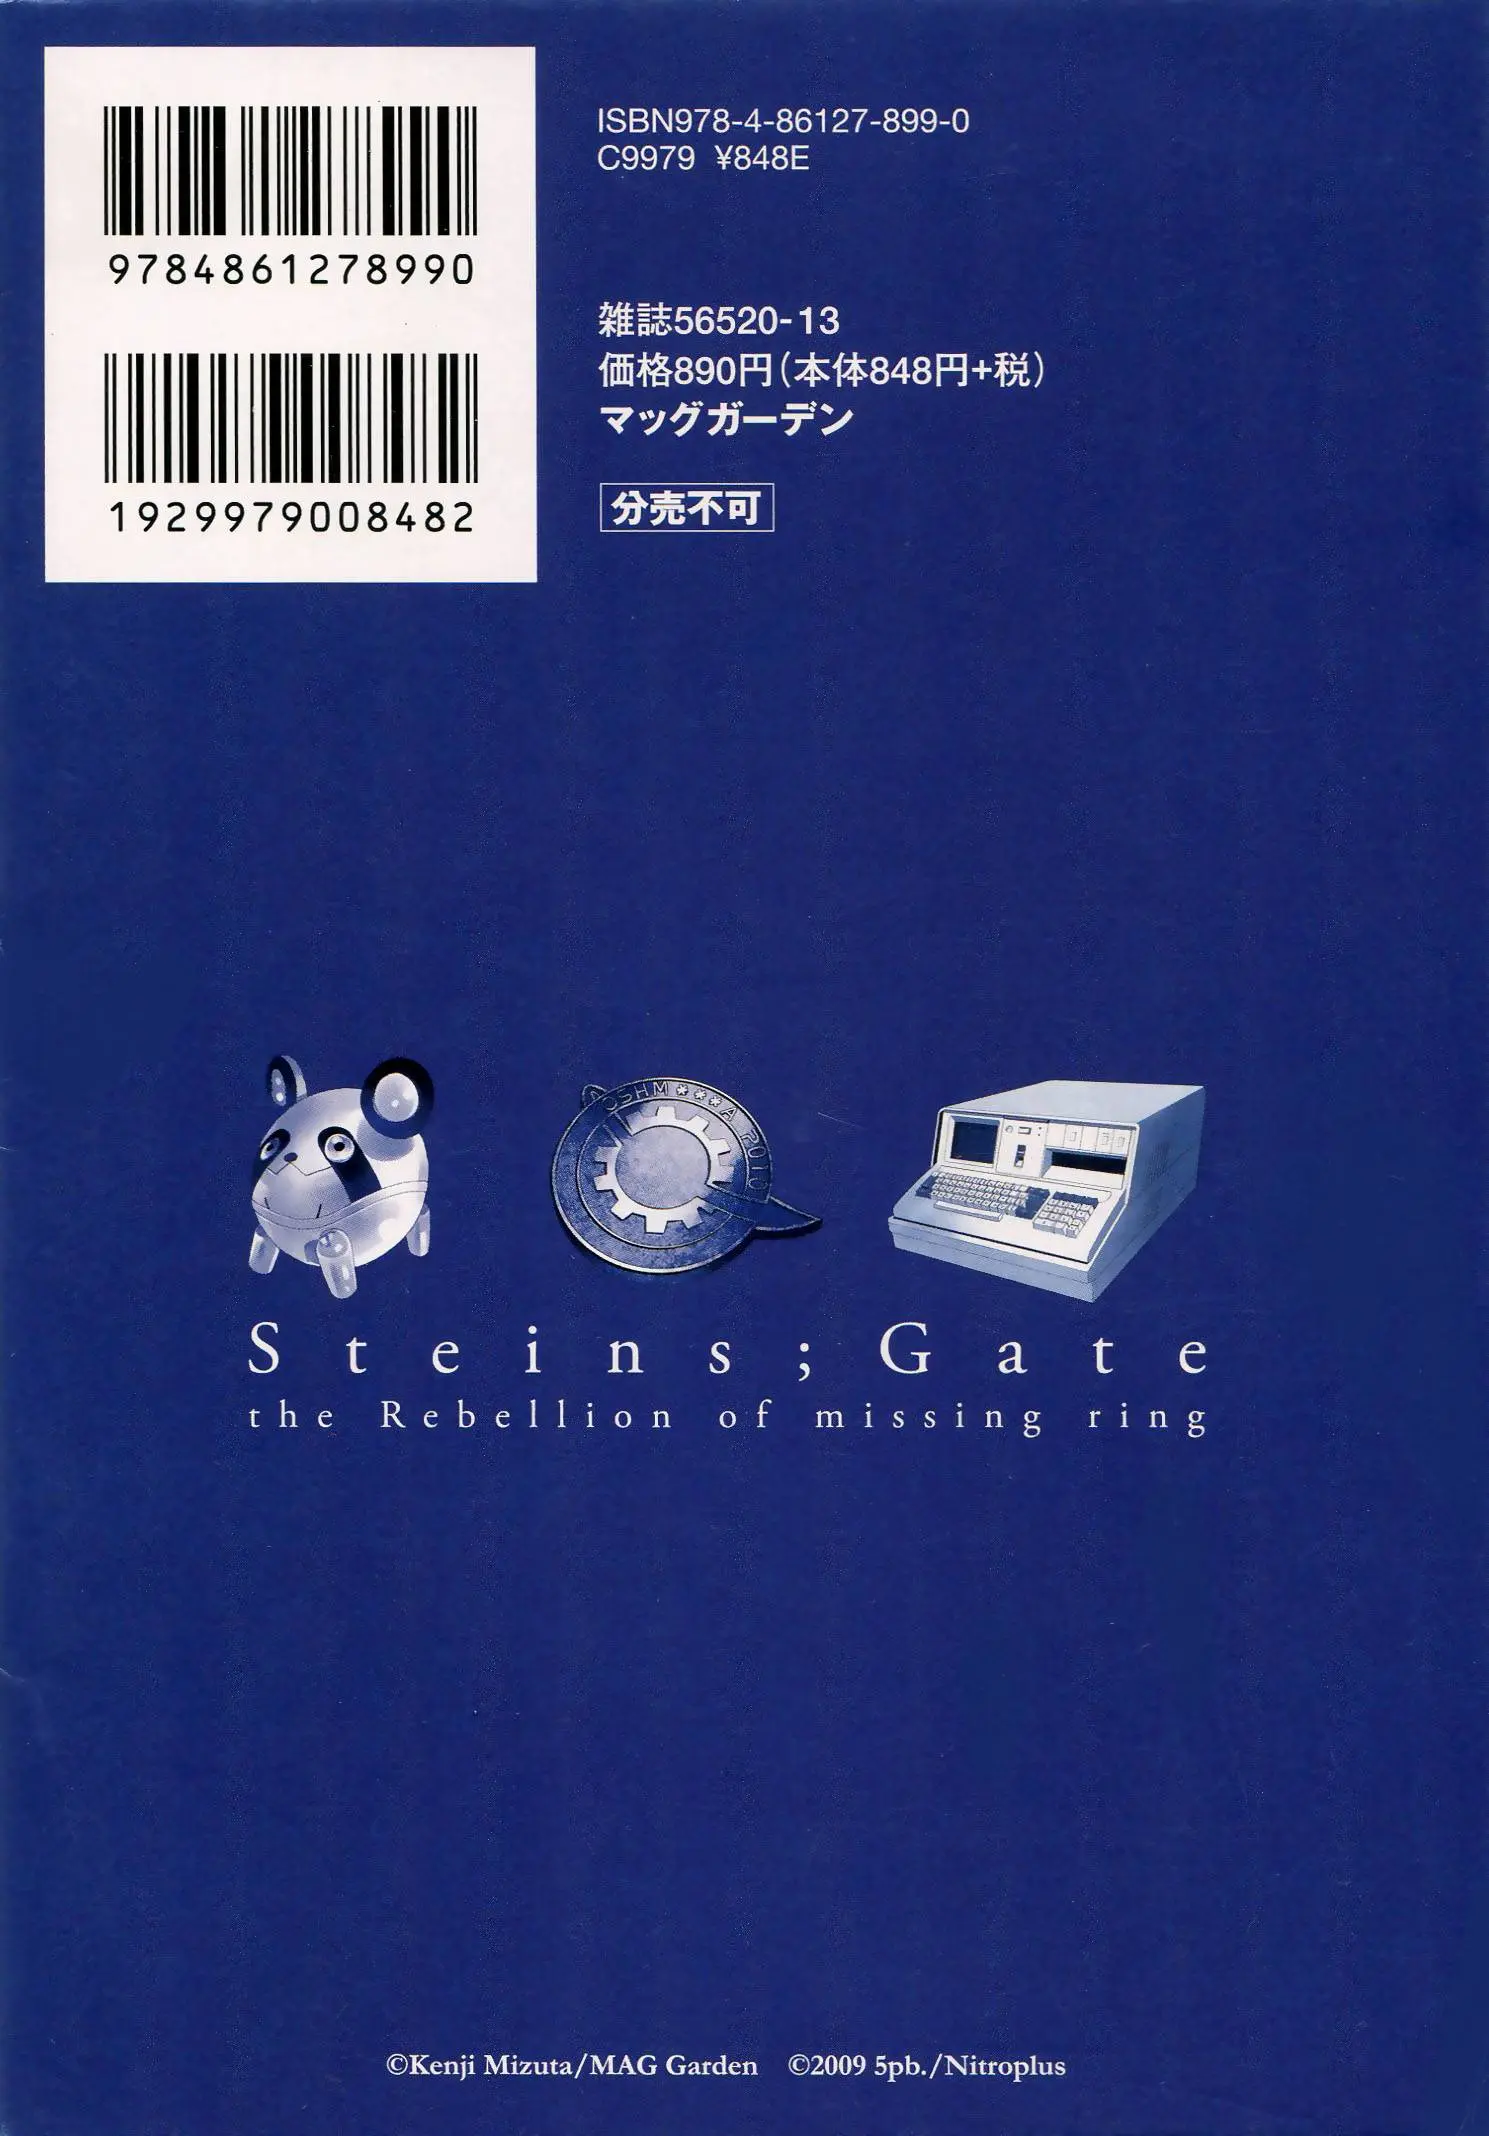 ISBN978-4-86127-899-0
C9979 ¥848E
9784861278990
雑誌56520-13
価格890円(本体848円+税)
マッグガーデン
分売不可
1929979008482
OSHM***A 2010
Steins;Gate
the Rebellion of missing ring
©Kenji Mizuta/MAG Garden ©2009 5pb./Nitroplus